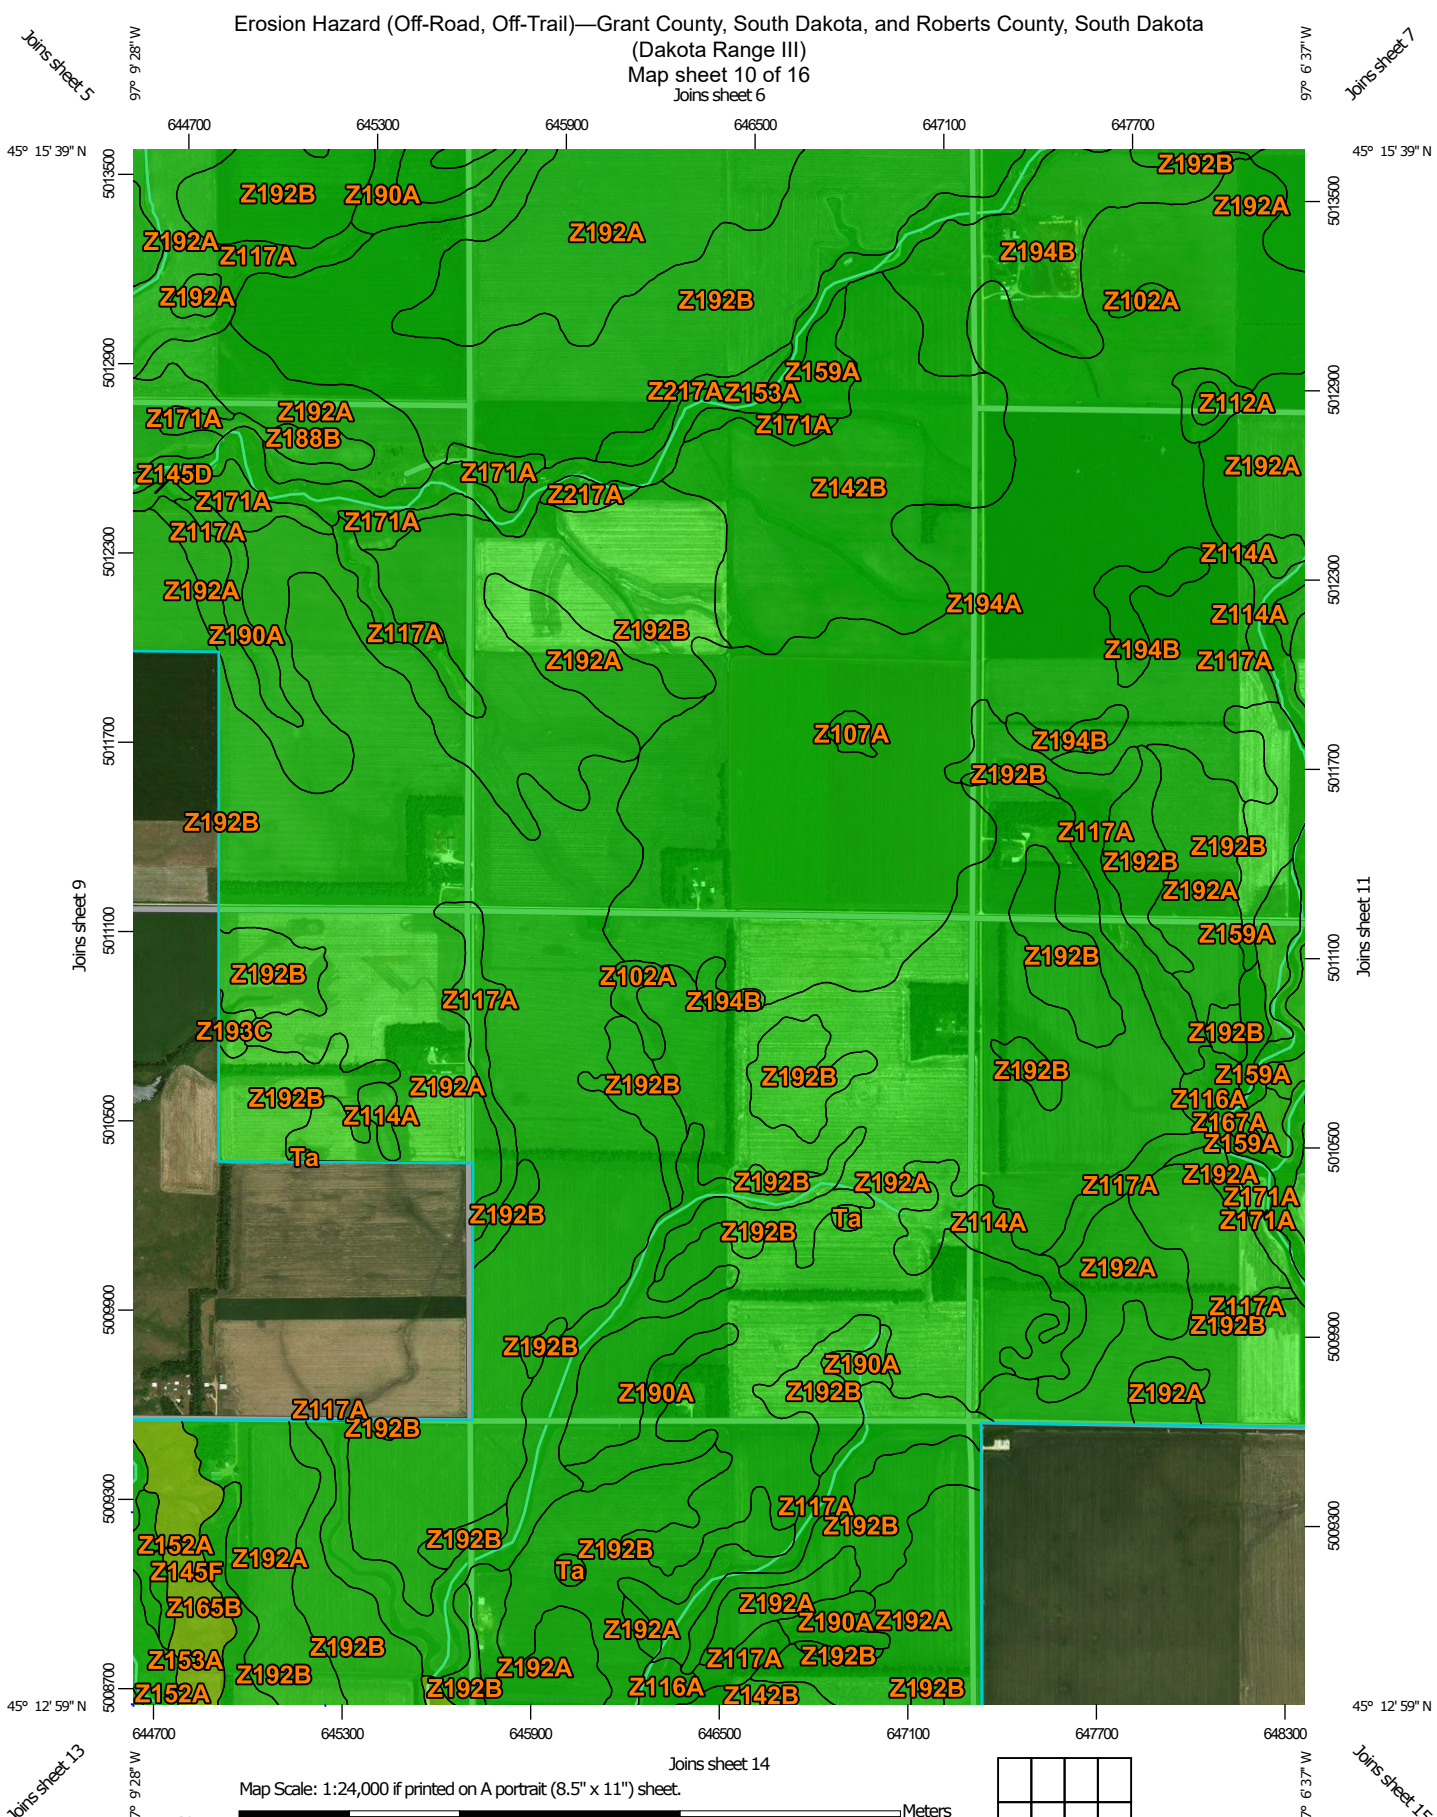 Erosion Hazard (Off-Road, Off-Trail)—Grant County, South Dakota, and Roberts County, South Dakota
(Dakota Range III)
Map sheet 10 of 16
Joins sheet 6
Joins sheet 5
97° 9' 28" W
97° 6' 37" W
Joins sheet 7
644700 645300 645900 646500 647100 647700
45° 15' 39" N
45° 15' 39" N
5013500
5013500
Z192B
Z192B Z190A
Z192A
Z192A
Z192A
Z117A
Z194B
Z192A
Z192B
Z102A
5012900
5012900
Z159A
Z217A Z153A
Z112A
Z171A
Z192A
Z171A
Z188B
Z192A
Z145D
Z171A
Z142B
Z171A
Z217A
Z171A
Z117A
5012300
5012300
Z114A
Z192A
Z194A
Z114A
Z190A
Z117A
Z192B
Z194B
Z192A
Z117A
5011700
5011700
Z107A
Z194B
Z192B
Z192B
Z117A
Z192B
Z192B
Z192A
Joins sheet 9
Joins sheet 11
5011100
5011100
Z159A
Z192B
Z192B
Z102A
Z117A
Z194B
Z193C
Z192B
Z192B
Z192B
Z159A
Z192A
Z192B
Z192B
Z116A
Z114A
Z167A
5010500
5010500
Z159A
Ta
Z192B
Z192A
Z192A
Z117A
Z171A
Z192B
Ta
Z114A
Z171A
Z192B
Z192A
5009900
5009900
Z117A
Z192B
Z192B
Z190A
Z190A
Z192B
Z192A
Z117A
Z192B
5009300
5009300
Z117A
Z192B
Z192B
Z152A
Z192B
Z192A
Z145F
Ta
Z165B
Z192A
Z190A Z192A
Z192A
Z192B
Z153A
Z192B
Z117A
Z192A
Z192B
Z152A
Z192B
Z116A
Z142B
Z192B
5008700
45° 12' 59" N
45° 12' 59" N
644700 645300 645900 646500 647100 647700 648300
Joins sheet 13
7° 9' 28" W
Joins sheet 14
7° 6' 37" W
Joins sheet 15
Map Scale: 1:24,000 if printed on A portrait (8.5" x 11") sheet.
Meters